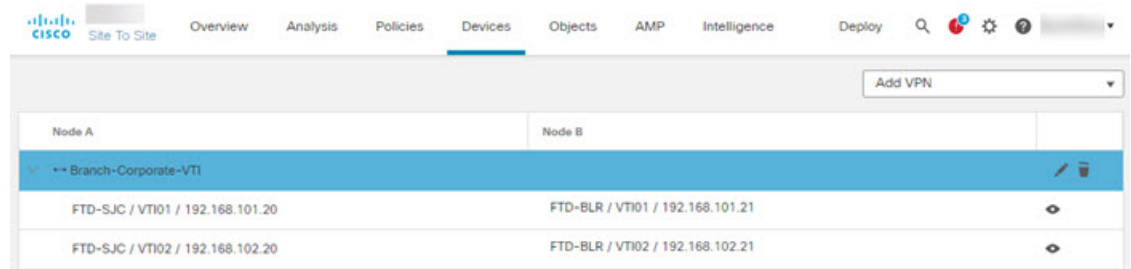 CISCO
Site To Site
Overview
Analysis
Policies
Devices
Objects
AMP
Intelligence
Deploy
3
Add VPN
Node A
Node B
Branch-Corporate-VTI
FTD-SJC / VTI01 / 192.168.101.20
FTD-BLR / VTI01 / 192.168.101.21
FTD-SJC / VTI02 / 192.168.102.20
FTD-BLR / VTI02 / 192.168.102.21